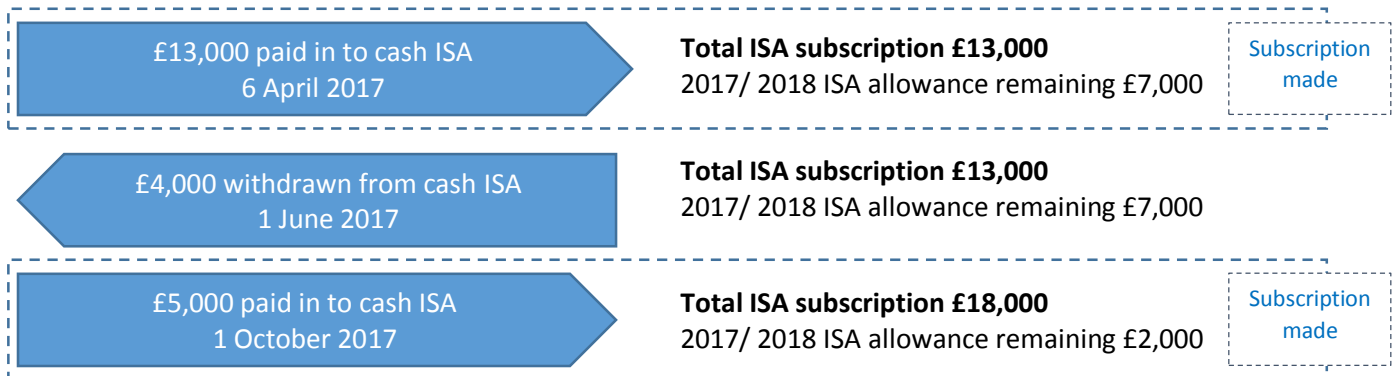 £13,000 paid in to cash ISA
6 April 2017
Total ISA subscription £13,000
2017/ 2018 ISA allowance remaining £7,000
Subscription
made
£4,000 withdrawn from cash ISA
1 June 2017
Total ISA subscription £13,000
2017/ 2018 ISA allowance remaining £7,000
£5,000 paid in to cash ISA
1 October 2017
Total ISA subscription £18,000
2017/ 2018 ISA allowance remaining £2,000
Subscription
made